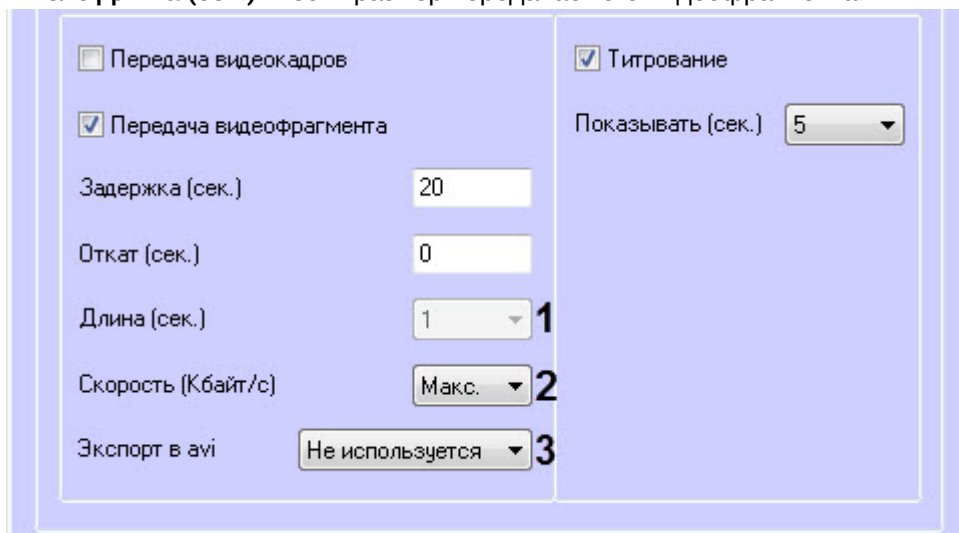 Передача видеокадров
Титрование
Передача видеофрагмента
Показывать (сек.) 5
Задержка (сек.) 20
Откат (сек.) 0
Длина (сек.) 1 1
Скорость (Кбайт/с) Макс. 2
Экспорт в avi Не используется 3